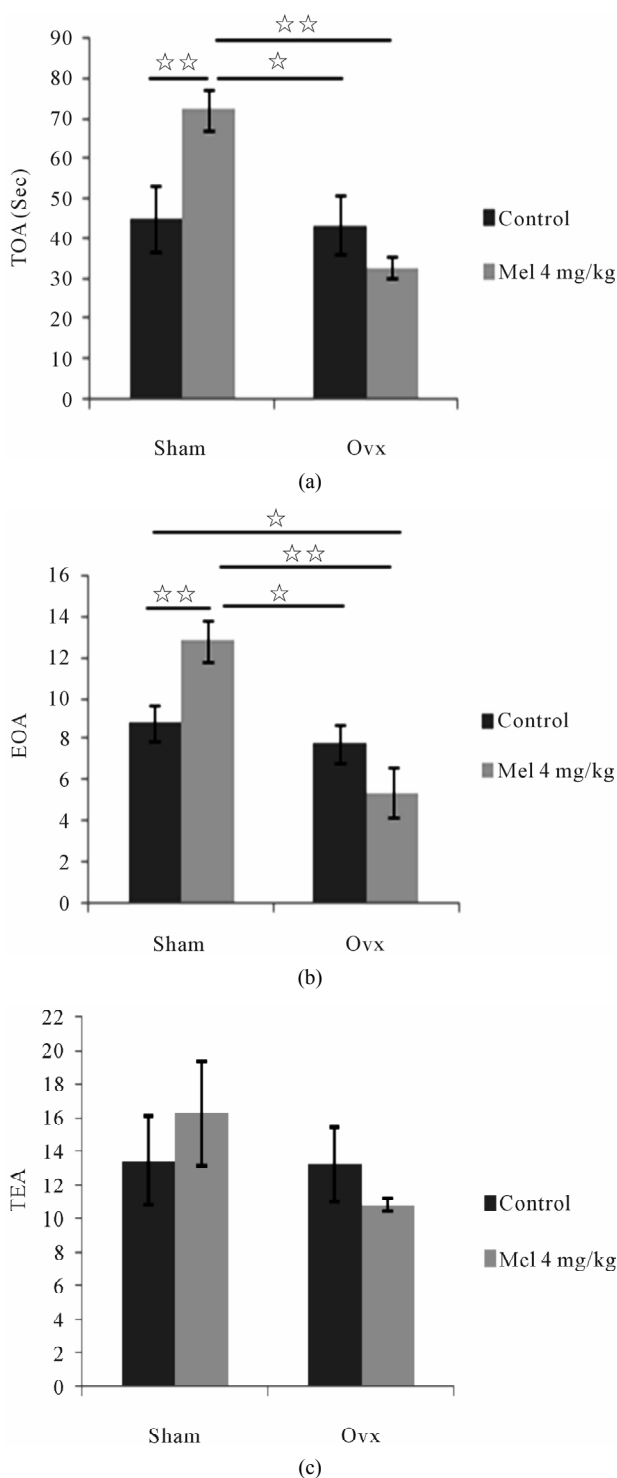 ☆☆
90
☆☆ ☆
80
70
60
50
40
30
20
10
0
TOA (Sec)
Control
Mel 4 mg/kg
Sham Ovx
(a)
☆
☆☆
16
☆☆ ☆
14
12
10
8
6
4
2
0
EOA
Control
Mel 4 mg/kg
Sham Ovx
(b)
22
20
18
16
14
12
10
8
6
4
2
0
TEA
Control
Mcl 4 mg/kg
Sham Ovx
(c)